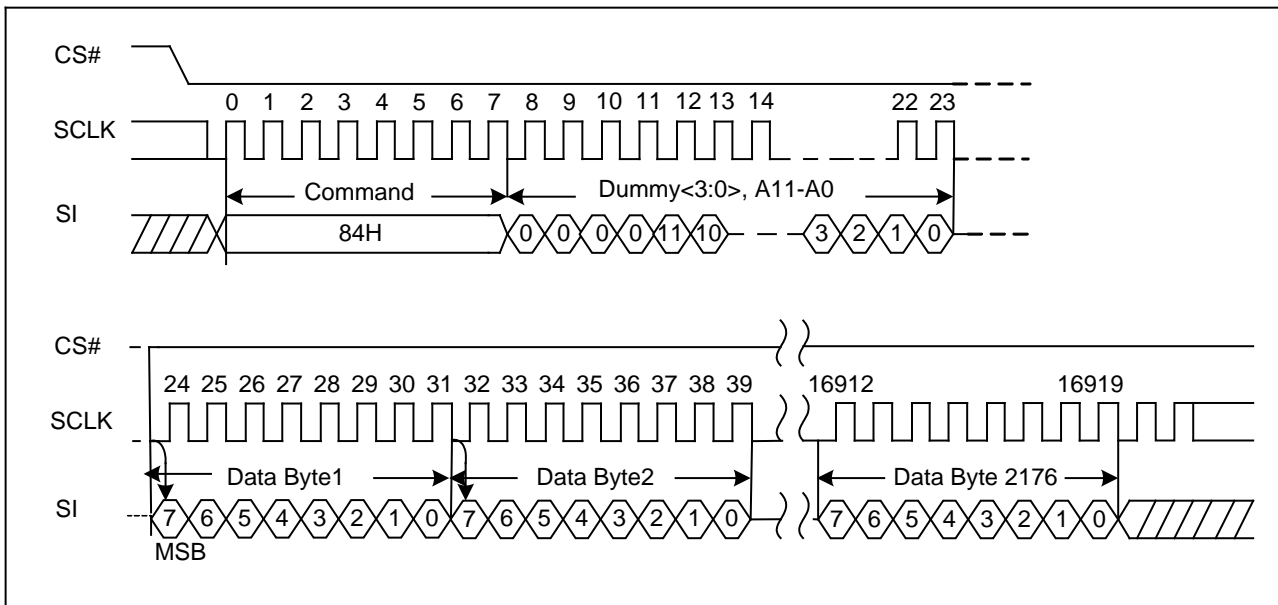 CS#
0 1 2 3 4 5 6 7 8 9 10 11 12 13 14 22 23
SCLK
Command Dummy<3:0>, A11-A0
SI
84H 0 0 0 0 11 10 3 2 1 0
CS#
24 25 26 27 28 29 30 31 32 33 34 35 36 37 38 39 16912 16919
SCLK
Data Byte1 Data Byte2 Data Byte 2176
SI
7 6 5 4 3 2 1 0 7 6 5 4 3 2 1 0 7 6 5 4 3 2 1 0
MSB